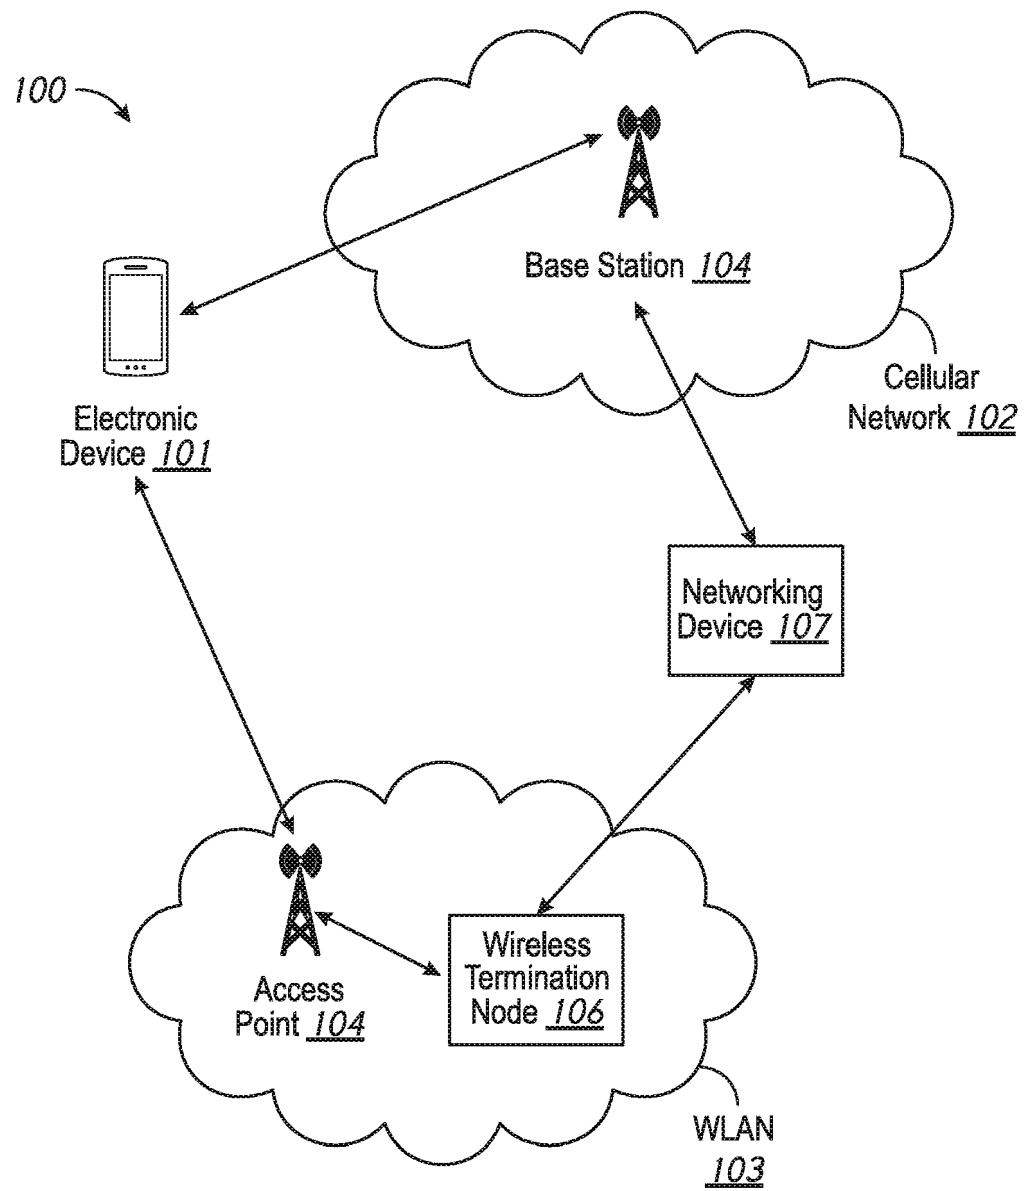 100
Base Station 104
Cellular
Network 102
Electronic
Device 101
Networking
Device 107
Wireless
Termination
Node 106
Access
Point 104
WLAN
103